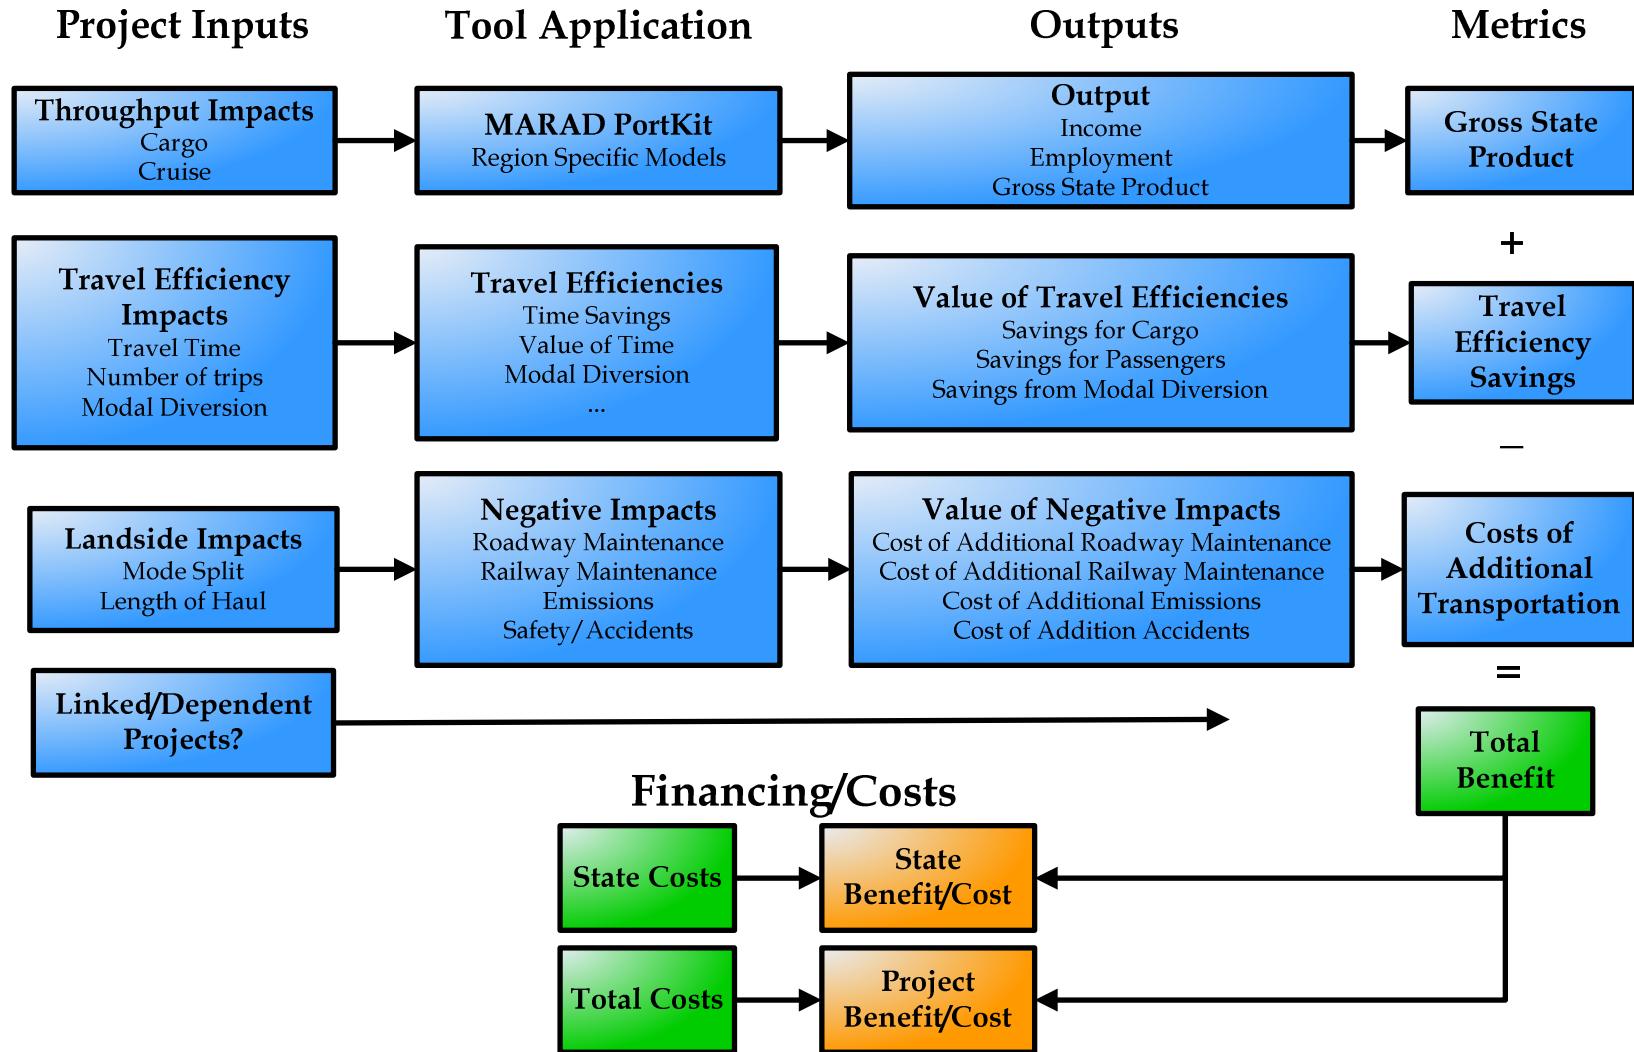 Project Inputs
Tool Application
Outputs
Metrics
Throughput Impacts
Cargo
Cruise
MARAD PortKit
Region Specific Models
Output
Income
Employment
Gross State Product
Gross State
Product
+
Travel Efficiency
Impacts
Travel Time
Number of trips
Modal Diversion
Travel Efficiencies
Time Savings
Value of Time
Modal Diversion
...
Value of Travel Efficiencies
Savings for Cargo
Savings for Passengers
Savings from Modal Diversion
Travel
Efficiency
Savings
–
Landside Impacts
Mode Split
Length of Haul
Negative Impacts
Roadway Maintenance
Railway Maintenance
Emissions
Safety/Accidents
Value of Negative Impacts
Cost of Additional Roadway Maintenance
Cost of Additional Railway Maintenance
Cost of Additional Emissions
Cost of Addition Accidents
Costs of
Additional
Transportation
=
Linked/Dependent
Projects?
Total
Benefit
Financing/Costs
State Costs
State
Benefit/Cost
Total Costs
Project
Benefit/Cost